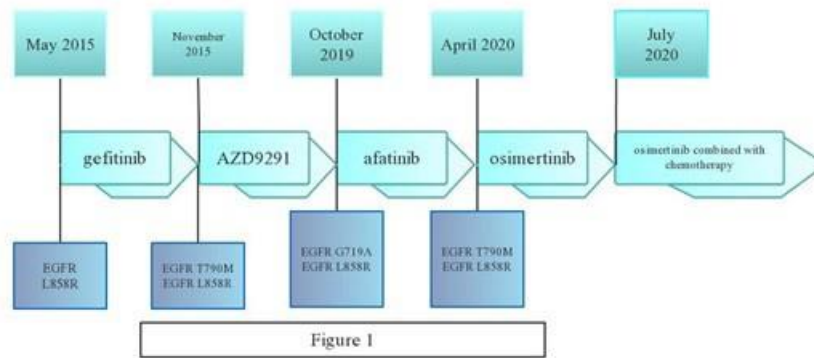 May 2015
November
2015
October
2019
April 2020
July
2020
gefitinib
AZD9291
afatinib
osimertinib
osimertinib combined with
chemotherapy
EGFR
L858R
EGFR T790M
EGFR L858R
EGFR G719A
EGFR L858R
EGFR T790M
EGFR L858R
Figure 1